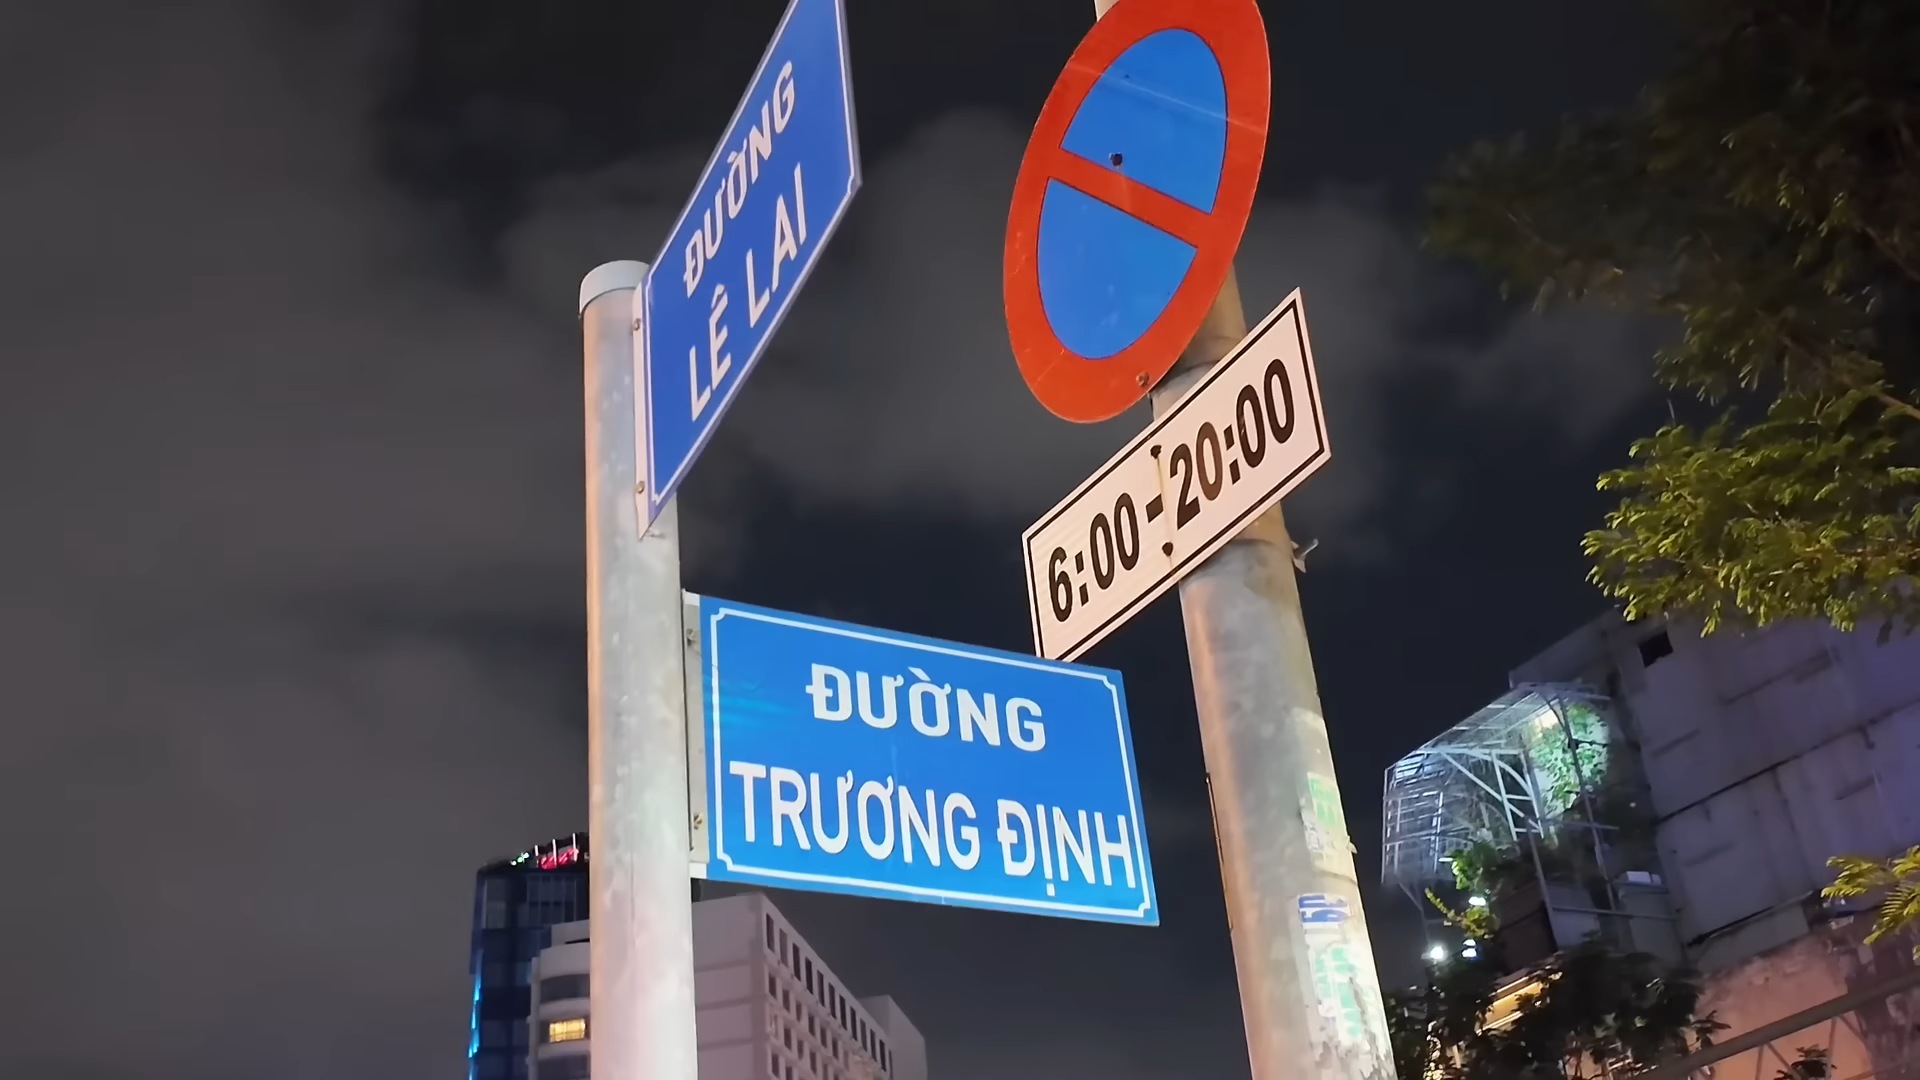 ĐƯỜNG
LÊ LAI
6:00-20:00
ĐƯỜNG
TRƯƠNG ĐỊNH